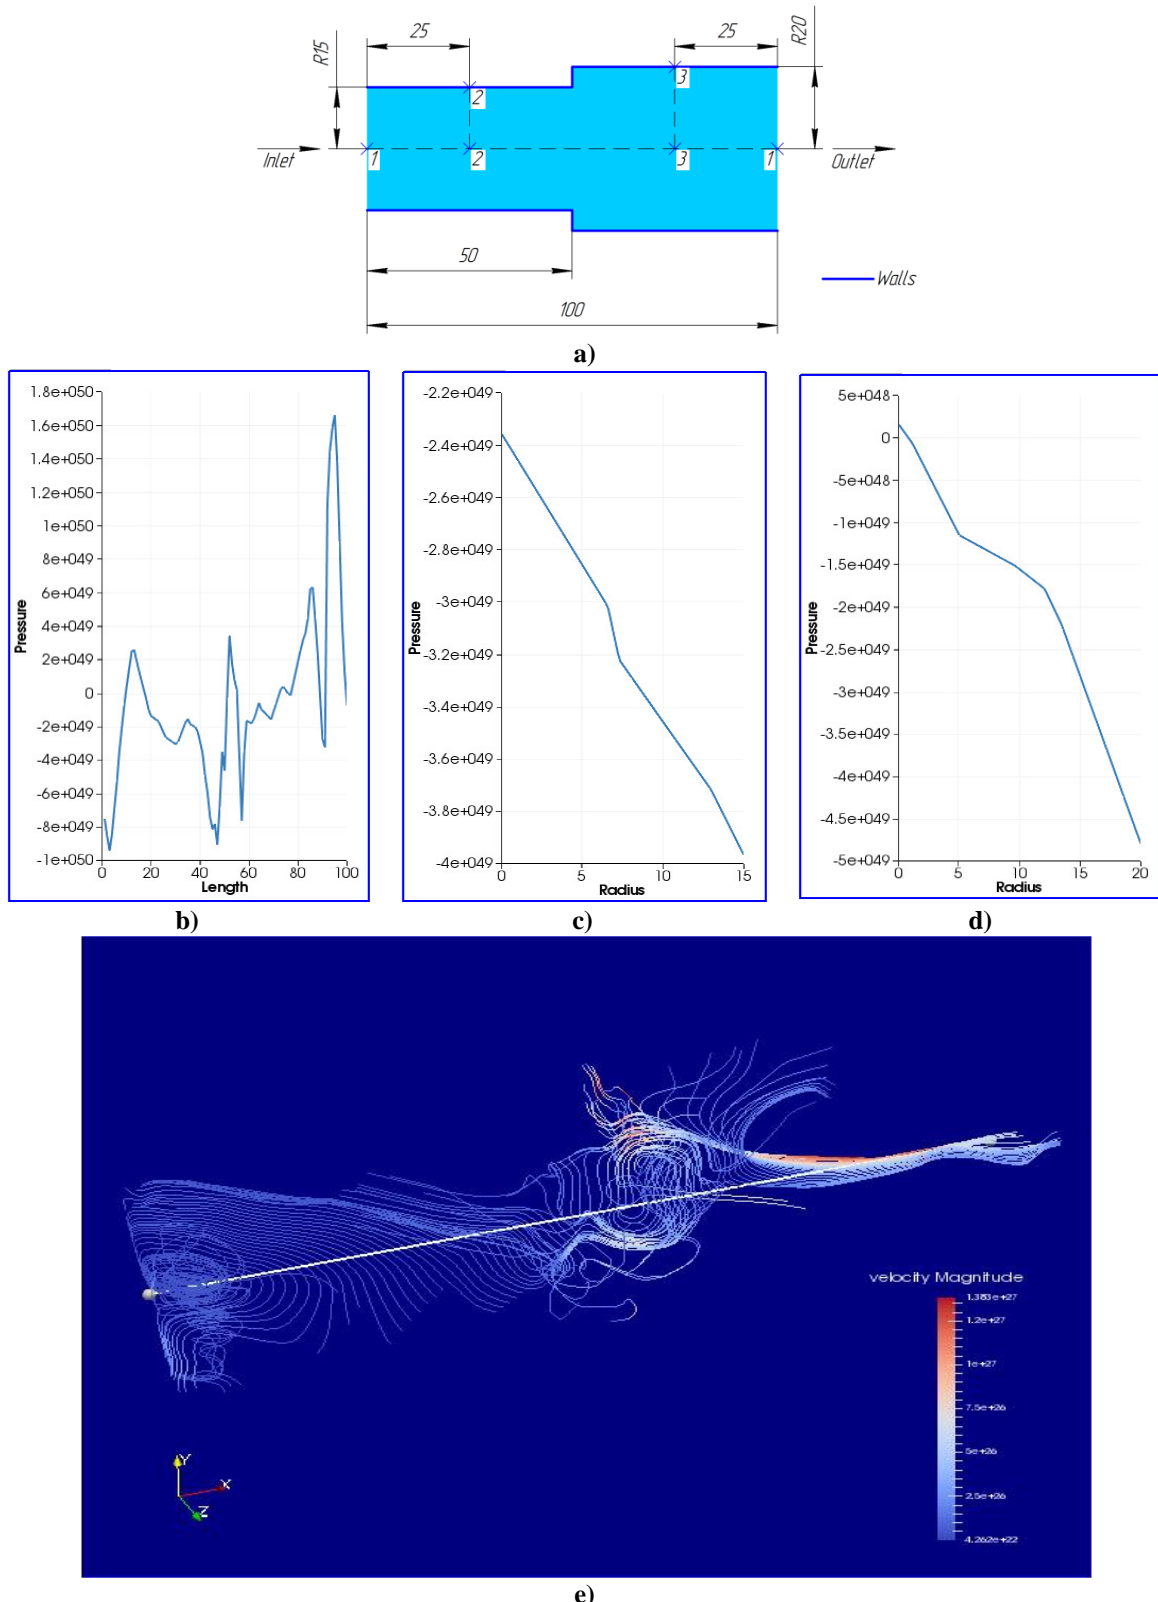 R15
25
25
R20
2
3
Inlet
1
2
3
1
Outlet
50
Walls
100
a)
1.8e+050
1.6e+050
1.4e+050
1.2e+050
1e+050
8e+049
6e+049
4e+049
2e+049
0
-2e+049
-4e+049
-6e+049
-8e+049
-1e+050
Pressure
0 20 40 60 80 100
Length
b)
-2.2e+049
-2.4e+049
-2.6e+049
-2.8e+049
-3e+049
-3.2e+049
-3.4e+049
-3.6e+049
-3.8e+049
-4e+049
Pressure
0 5 10 15
Radius
c)
5e+048
0
-5e+048
-1e+049
-1.5e+049
-2e+049
-2.5e+049
-3e+049
-3.5e+049
-4e+049
-4.5e+049
-5e+049
Pressure
0 5 10 15 20
Radius
d)
velocity Magnitude
1.383e+27
1.2e+27
1e+27
7.5e+26
5e+26
2.5e+26
4.262e+22
Y
X
Z
e)